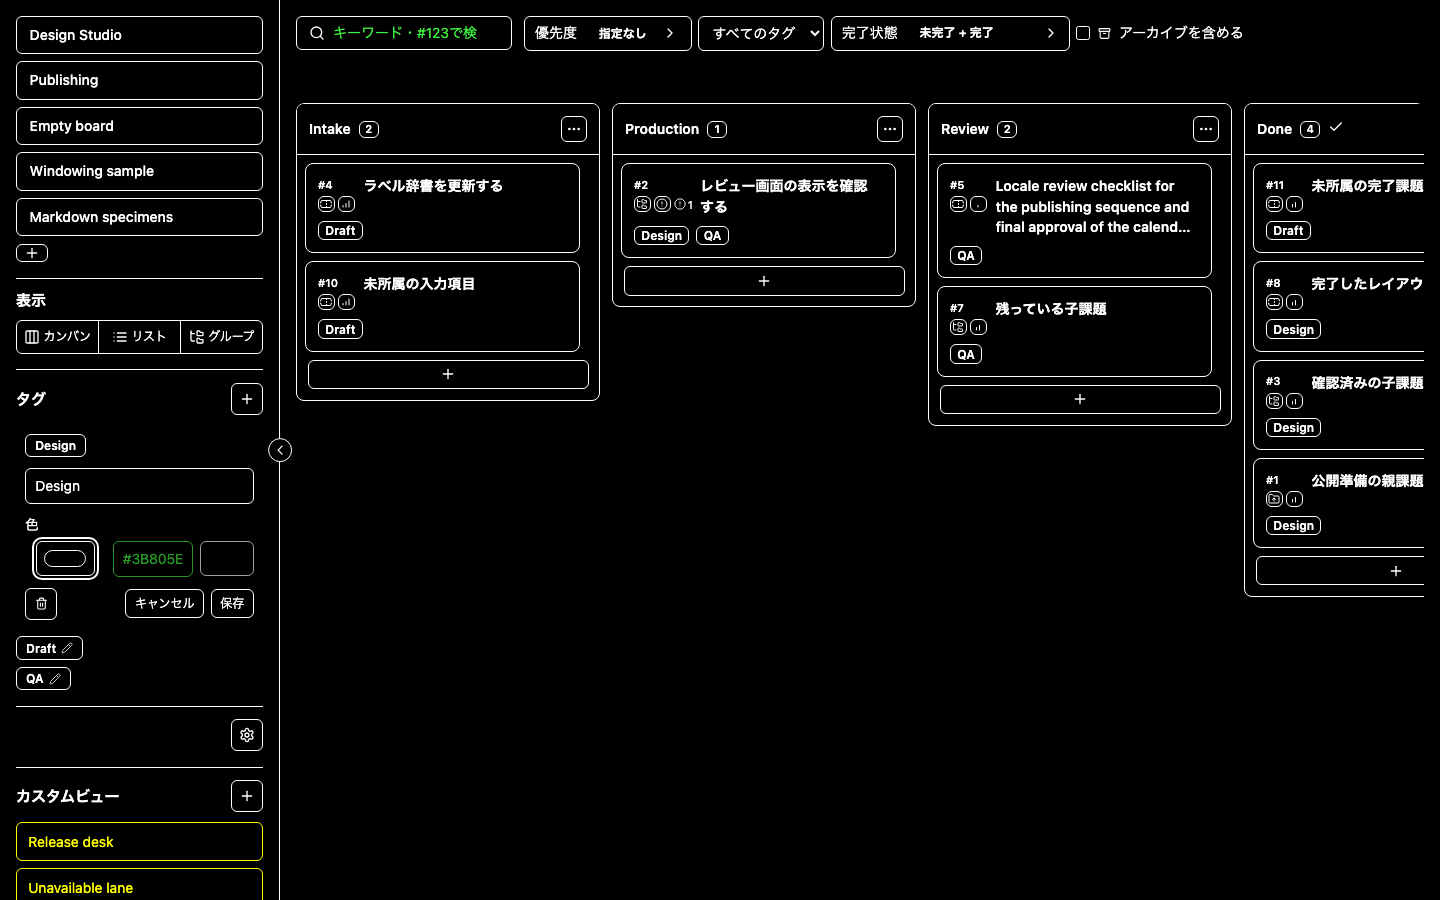 Design Studio
Publishing
Empty board
Windowing sample
Markdown specimens
表示
カンバン
リスト
グループ
タグ
Design
Design
色
#3B805E
キャンセル
保存
Draft
QA
カスタムビュー
Release desk
Unavailable lane
キーワード・#123で検
優先度 指定なし
すべてのタグ
完了状態 未完了 + 完了
アーカイブを含める
Intake 2
#4 ラベル辞書を更新する
Draft
#10 未所属の入力項目
Draft
Production 1
#2 レビュー画面の表示を確認
1 する
Design QA
Review 2
#5 Locale review checklist for
the publishing sequence and
final approval of the calend...
QA
#7 残っている子課題
QA
Done 4
#11 未所属の完了課題
Draft
#8 完了したレイアウ
Design
#3 確認済みの子課題
Design
#1 公開準備の親課題
Design